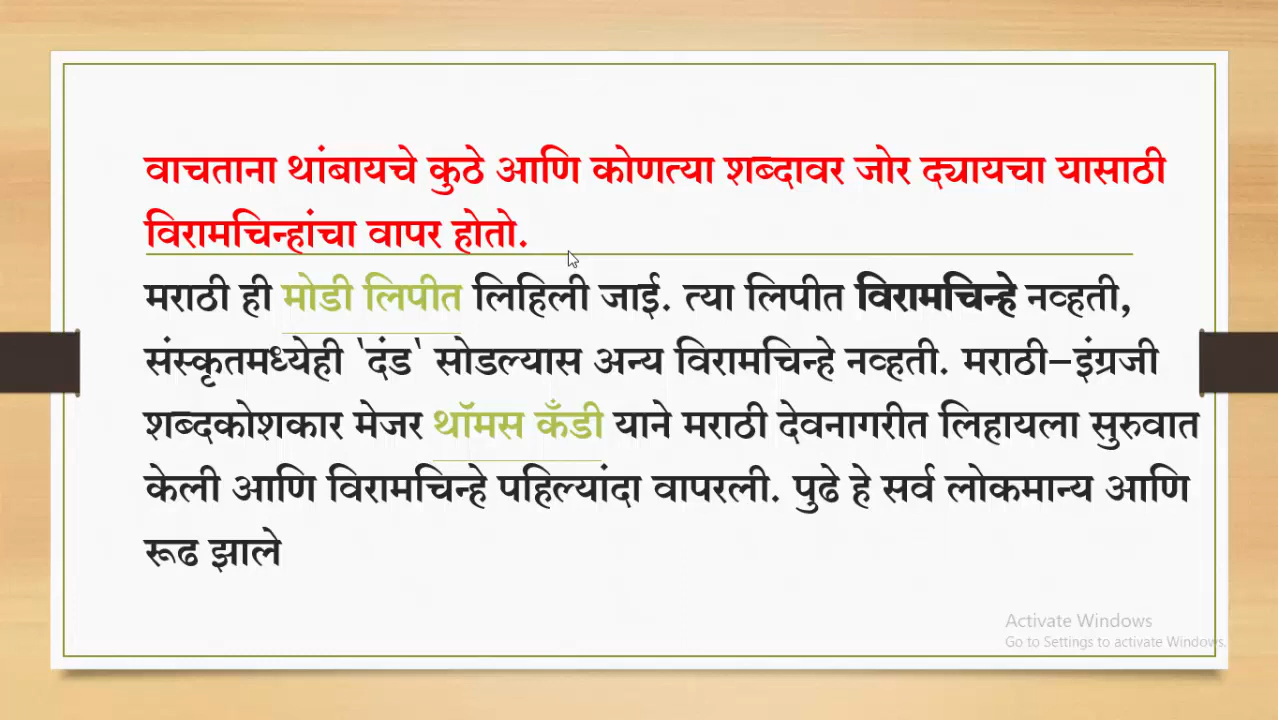 वाचताना थांबायचे कुठे आणि कोणत्या शब्दावर जोर द्यायचा यासाठी
विरामचिन्हांचा वापर होतो.
मराठी ही मोडी लिपीत लिहिली जाई. त्या लिपीत विरामचिन्हे नव्हती,
संस्कृतमध्येही 'दंड' सोडल्यास अन्य विरामचिन्हे नव्हती. मराठी–इंग्रजी
शब्दकोशकार मेजर थॉमस कँडी याने मराठी देवनागरीत लिहायला सुरुवात
केली आणि विरामचिन्हे पहिल्यांदा वापरली. पुढे हे सर्व लोकमान्य आणि
रूढ झाले
Activate Windows
Go to Settings to activate Windows.